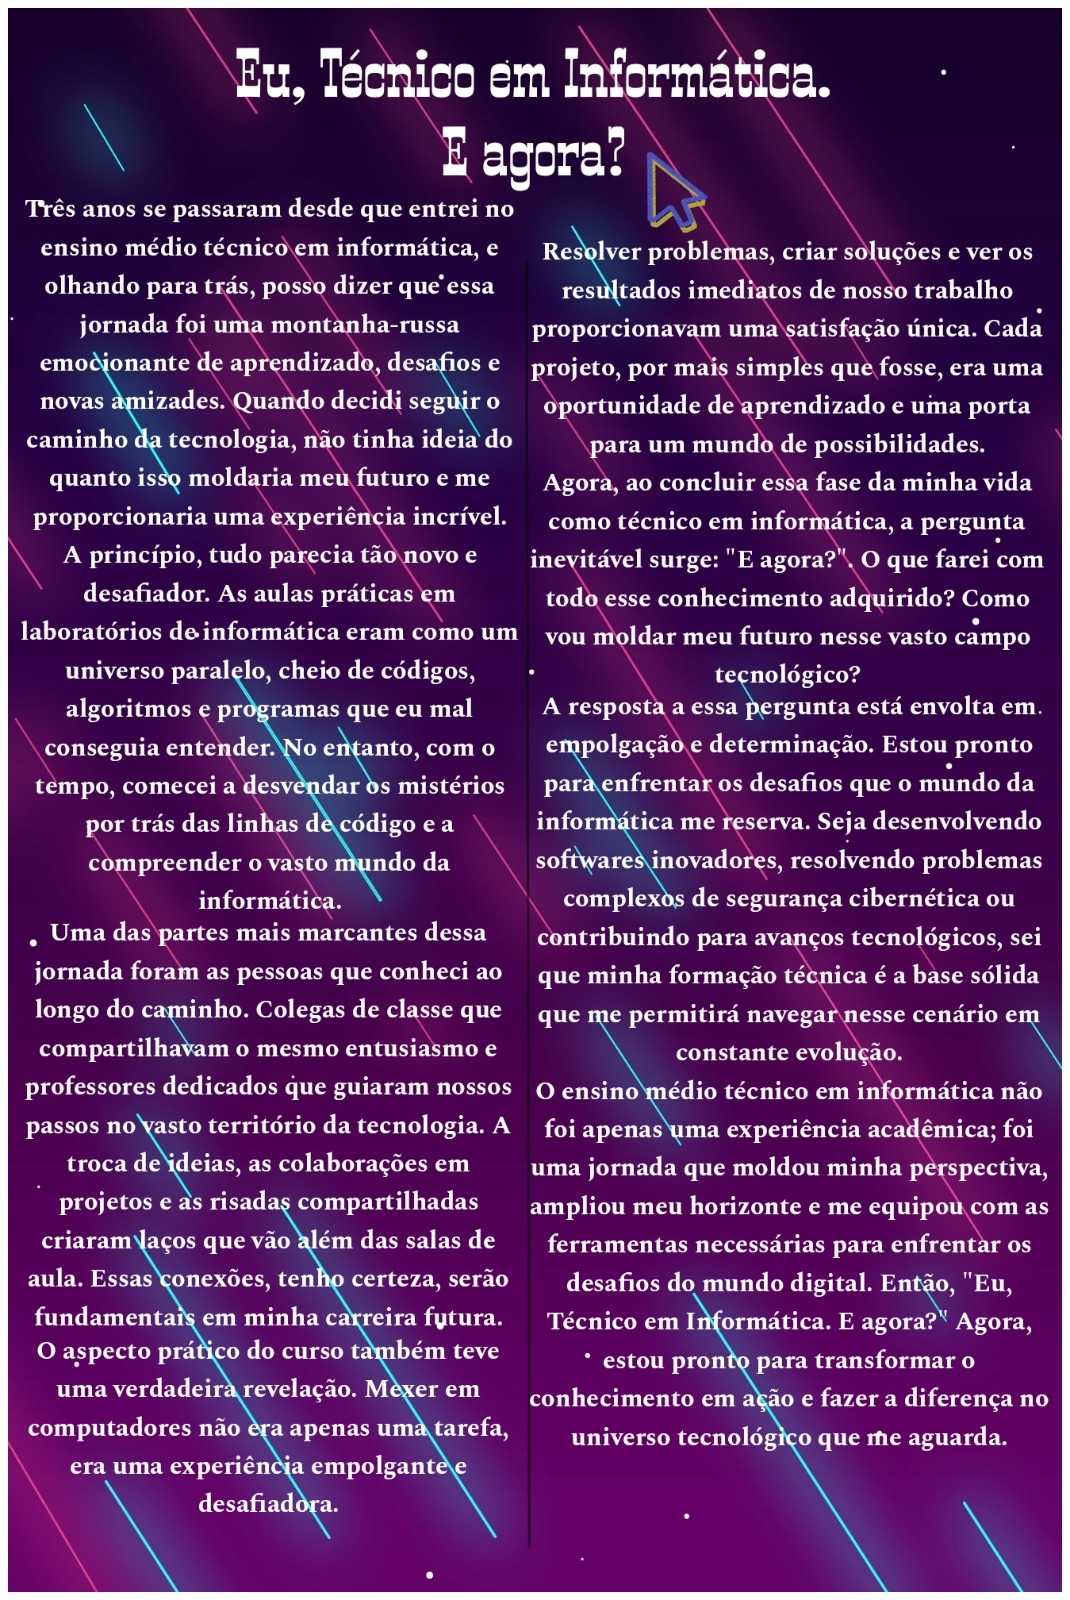 Eu, Técnico em Informática.
E agora?
Três anos se passaram desde que entrei no
ensino médio técnico em informática, e
olhando para trás, posso dizer que essa
jornada foi uma montanha-russa
emocionante de aprendizado, desafios e
novas amizades. Quando decidi seguir o
caminho da tecnologia, não tinha ideia do
quanto isso moldaria meu futuro e me
proporcionaria uma experiência incrível.
A princípio, tudo parecia tão novo e
desafiador. As aulas práticas em
laboratórios de informática eram como um
universo paralelo, cheio de códigos,
algoritmos e programas que eu mal
conseguia entender. No entanto, com o
tempo, comecei a desvendar os mistérios
por trás das linhas de código e a
compreender o vasto mundo da
informática.
Uma das partes mais marcantes dessa
jornada foram as pessoas que conheci ao
longo do caminho. Colegas de classe que
compartilhavam o mesmo entusiasmo e
professores dedicados que guiaram nossos
passos no vasto território da tecnologia. A
troca de ideias, as colaborações em
projetos e as risadas compartilhadas
criaram laços que vão além das salas de
aula. Essas conexões, tenho certeza, serão
fundamentais em minha carreira futura.
O aspecto prático do curso também teve
uma verdadeira revelação. Mexer em
computadores não era apenas uma tarefa,
era uma experiência empolgante e
desafiadora.
Resolver problemas, criar soluções e ver os
resultados imediatos de nosso trabalho
proporcionavam uma satisfação única. Cada
projeto, por mais simples que fosse, era uma
oportunidade de aprendizado e uma porta
para um mundo de possibilidades.
Agora, ao concluir essa fase da minha vida
como técnico em informática, a pergunta
inevitável surge: "E agora?". O que farei com
todo esse conhecimento adquirido? Como
vou moldar meu futuro nesse vasto campo
tecnológico?
A resposta a essa pergunta está envolta em
empolgação e determinação. Estou pronto
para enfrentar os desafios que o mundo da
informática me reserva. Seja desenvolvendo
softwares inovadores, resolvendo problemas
complexos de segurança cibernética ou
contribuindo para avanços tecnológicos, sei
que minha formação técnica é a base sólida
que me permitirá navegar nesse cenário em
constante evolução.
O ensino médio técnico em informática não
foi apenas uma experiência acadêmica; foi
uma jornada que moldou minha perspectiva,
ampliou meu horizonte e me equipou com as
ferramentas necessárias para enfrentar os
desafios do mundo digital. Então, "Eu,
Técnico em Informática. E agora?" Agora,
estou pronto para transformar o
conhecimento em ação e fazer a diferença no
universo tecnológico que me aguarda.